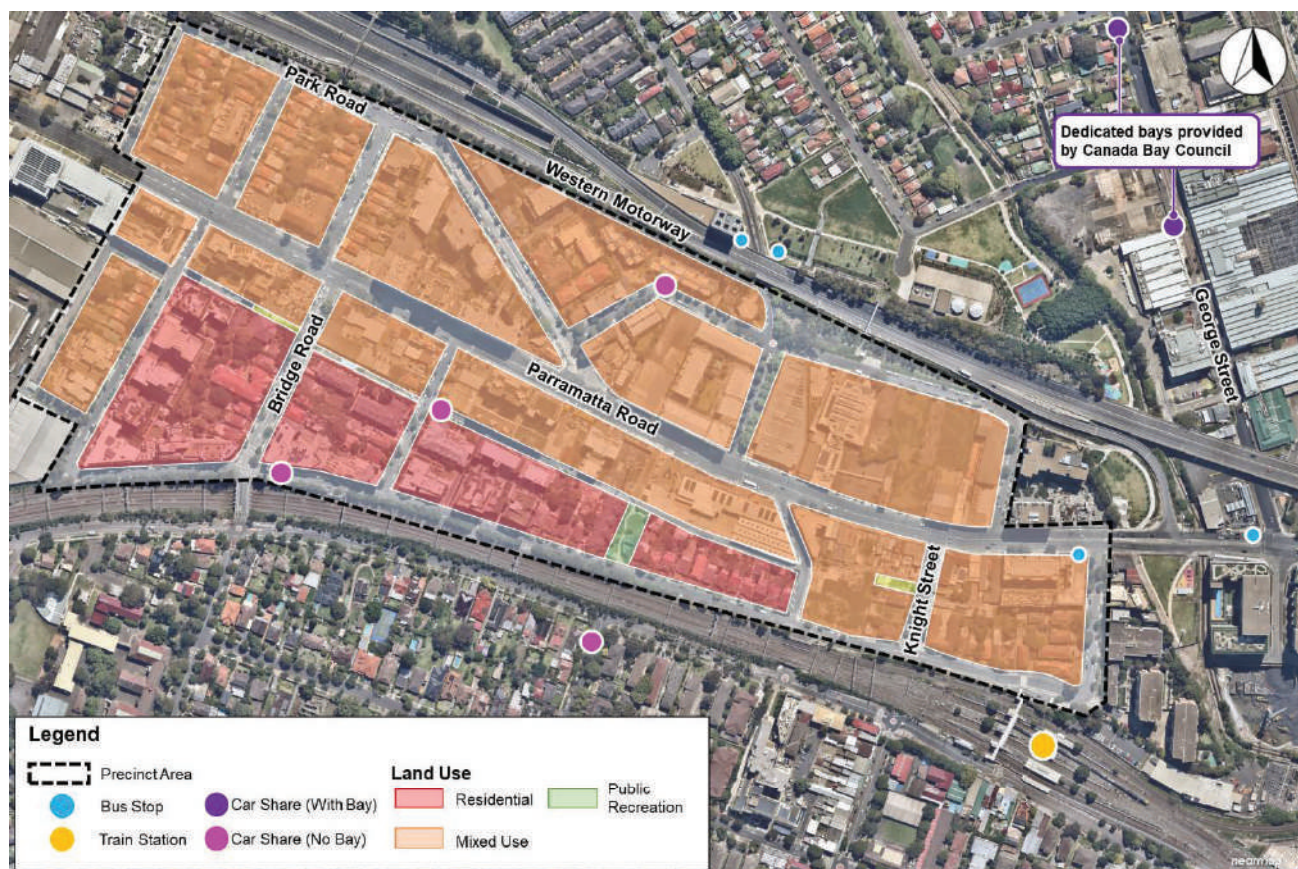 Park Road
Western Motorway
Dedicated bays provided
by Canada Bay Council
George Street
Bridge Road
Parramatta Road
Knight Street
Legend
Precinct Area
Bus Stop
Train Station
Car Share (With Bay)
Car Share (No Bay)
Land Use
Residential
Mixed Use
Public
Recreation
nearmap